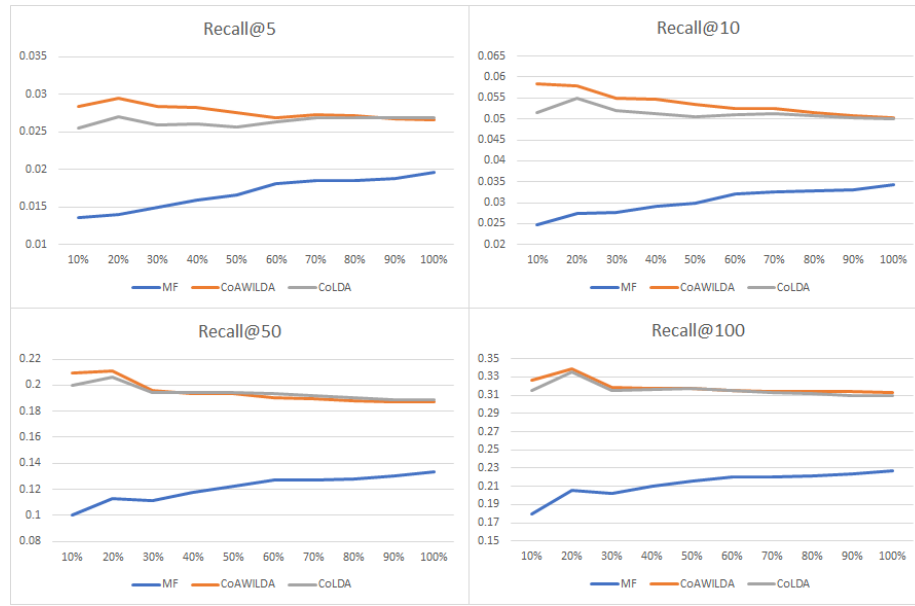 Recall@5
0.035
0.03
0.025
0.02
0.015
0.01
10% 20% 30% 40% 50% 60% 70% 80% 90% 100%
MF CoAWILDA CoLDA
Recall@10
0.065
0.06
0.055
0.05
0.045
0.04
0.035
0.03
0.025
0.02
10% 20% 30% 40% 50% 60% 70% 80% 90% 100%
MF CoAWILDA CoLDA
Recall@50
0.22
0.2
0.18
0.16
0.14
0.12
0.1
0.08
10% 20% 30% 40% 50% 60% 70% 80% 90% 100%
MF CoAWILDA CoLDA
Recall@100
0.35
0.33
0.31
0.29
0.27
0.25
0.23
0.21
0.19
0.17
0.15
10% 20% 30% 40% 50% 60% 70% 80% 90% 100%
MF CoAWILDA CoLDA